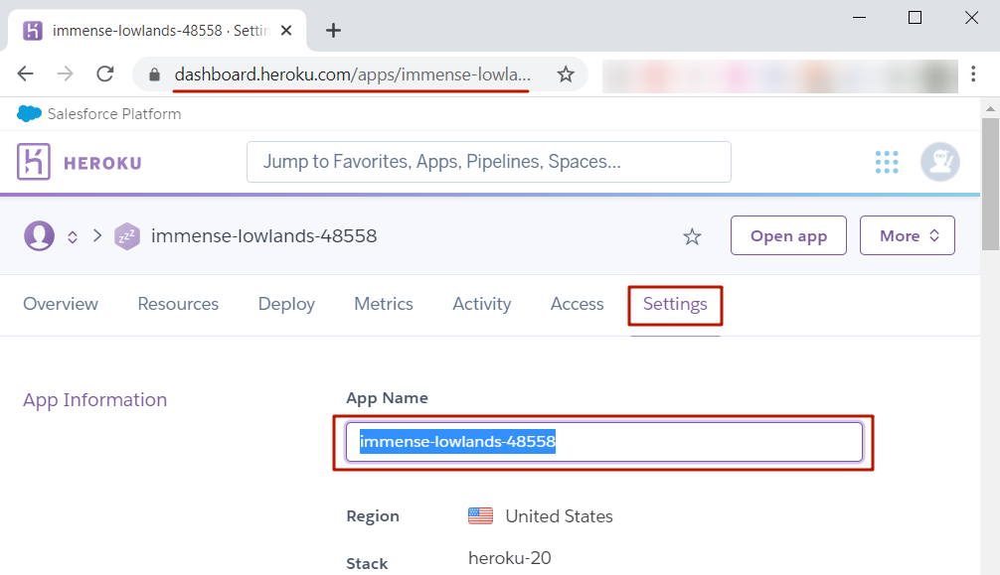 immense-lowlands-48558 · Settin
dashboard.heroku.com/apps/immense-lowla...
Salesforce Platform
HEROKU
Jump to Favorites, Apps, Pipelines, Spaces...
zzz immense-lowlands-48558
Open app
More
Overview Resources Deploy Metrics Activity Access Settings
App Information
App Name
immense-lowlands-48558
Region United States
Stack heroku-20